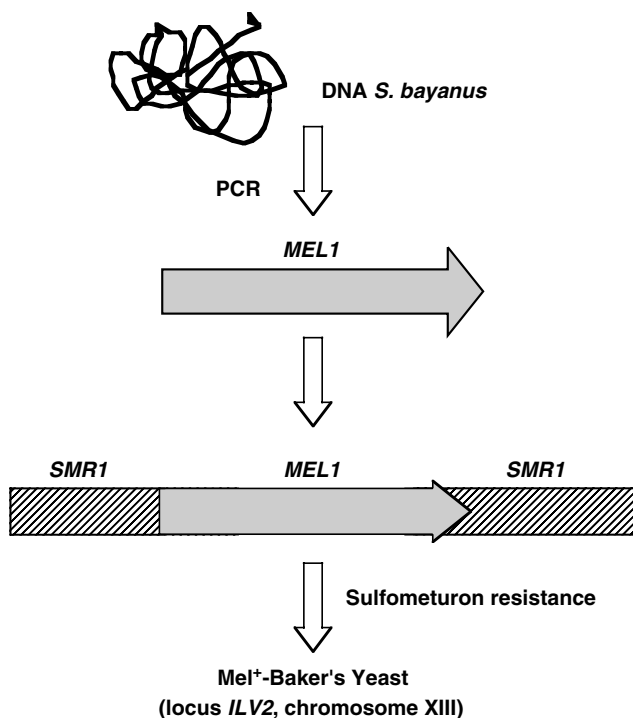 DNA S. bayanus
PCR
MEL1
SMR1 MEL1 SMR1
Sulfometuron resistance
Mel⁺-Baker's Yeast
(locus ILV2, chromosome XIII)